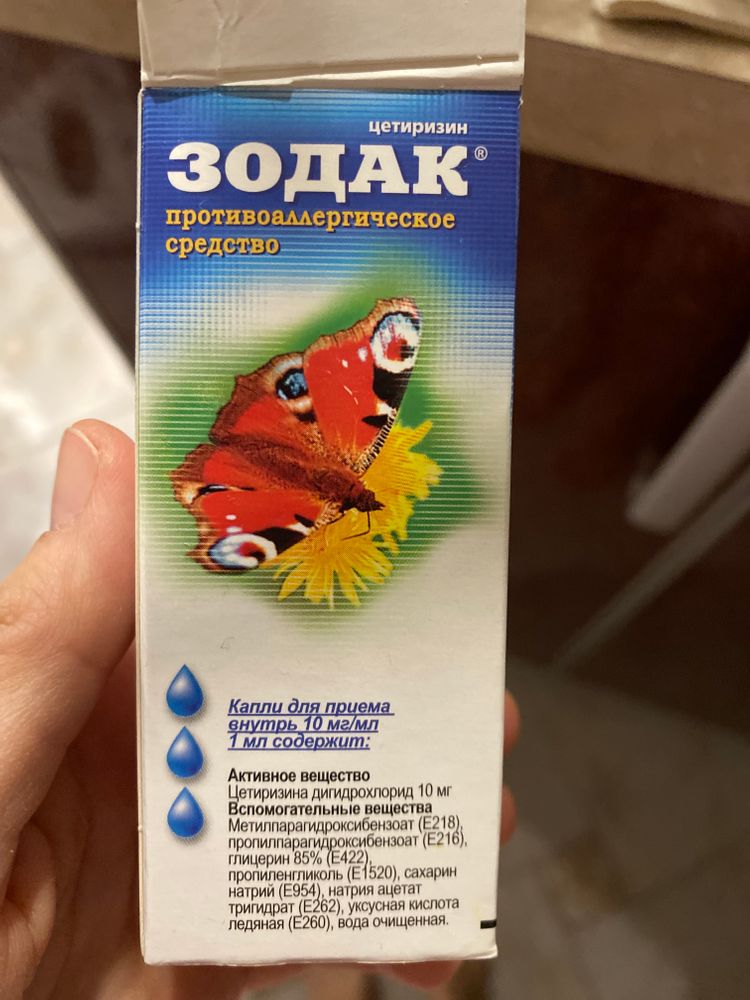 цетиризин
ЗОДАК®
противоаллергическое
средство
Капли для приема
внутрь 10 мг/мл
1 мл содержит:
Активное вещество
Цетиризина дигидрохлорид 10 мг
Вспомогательные вещества
Метилпарагидроксибензоат (E218),
пропилпарагидроксибензоат (E216),
глицерин 85% (E422),
пропиленгликоль (E1520), сахарин
натрий (E954), натрия ацетат
тригидрат (E262), уксусная кислота
ледяная (E260), вода очищенная.